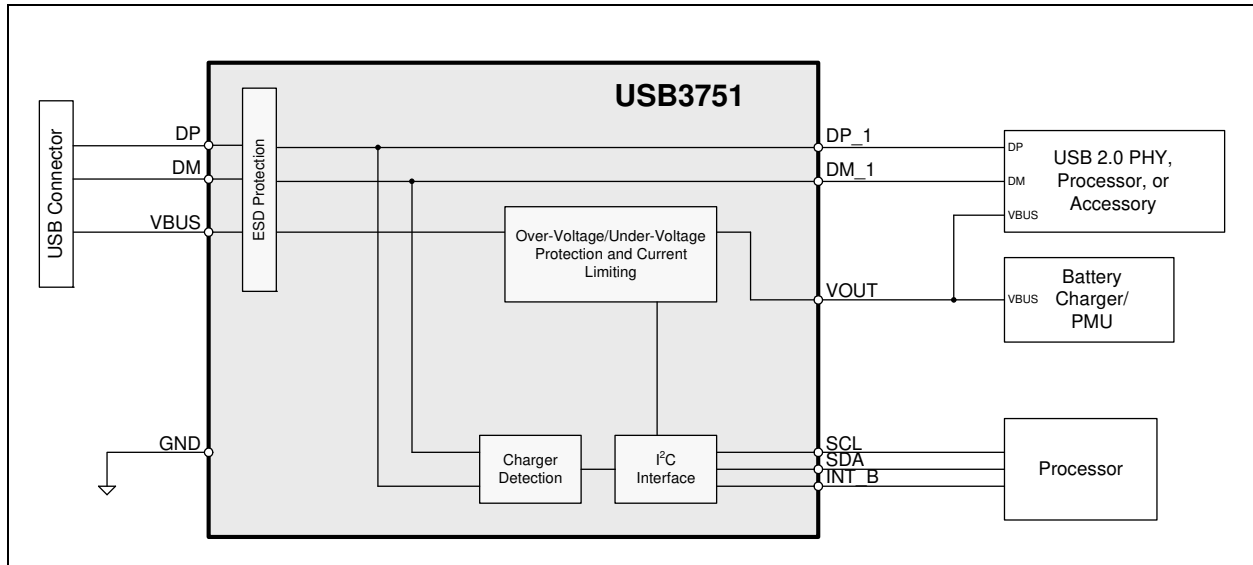 USB3751
USB Connector
DP
DM
VBUS
GND
ESD Protection
Over-Voltage/Under-Voltage
Protection and Current
Limiting
Charger
Detection
I²C
Interface
DP_1
DM_1
VOUT
SCL
SDA
INT_B
DP
DM
VBUS
USB 2.0 PHY,
Processor, or
Accessory
VBUS
Battery
Charger/
PMU
Processor